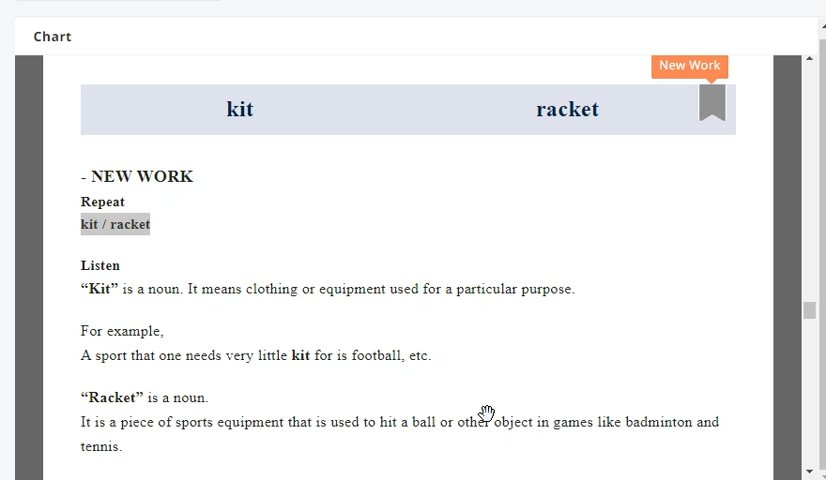 Chart
New Work
kit racket
- NEW WORK
Repeat
kit / racket
Listen
“Kit” is a noun. It means clothing or equipment used for a particular purpose.
For example,
A sport that one needs very little kit for is football, etc.
“Racket” is a noun.
It is a piece of sports equipment that is used to hit a ball or other object in games like badminton and
tennis.